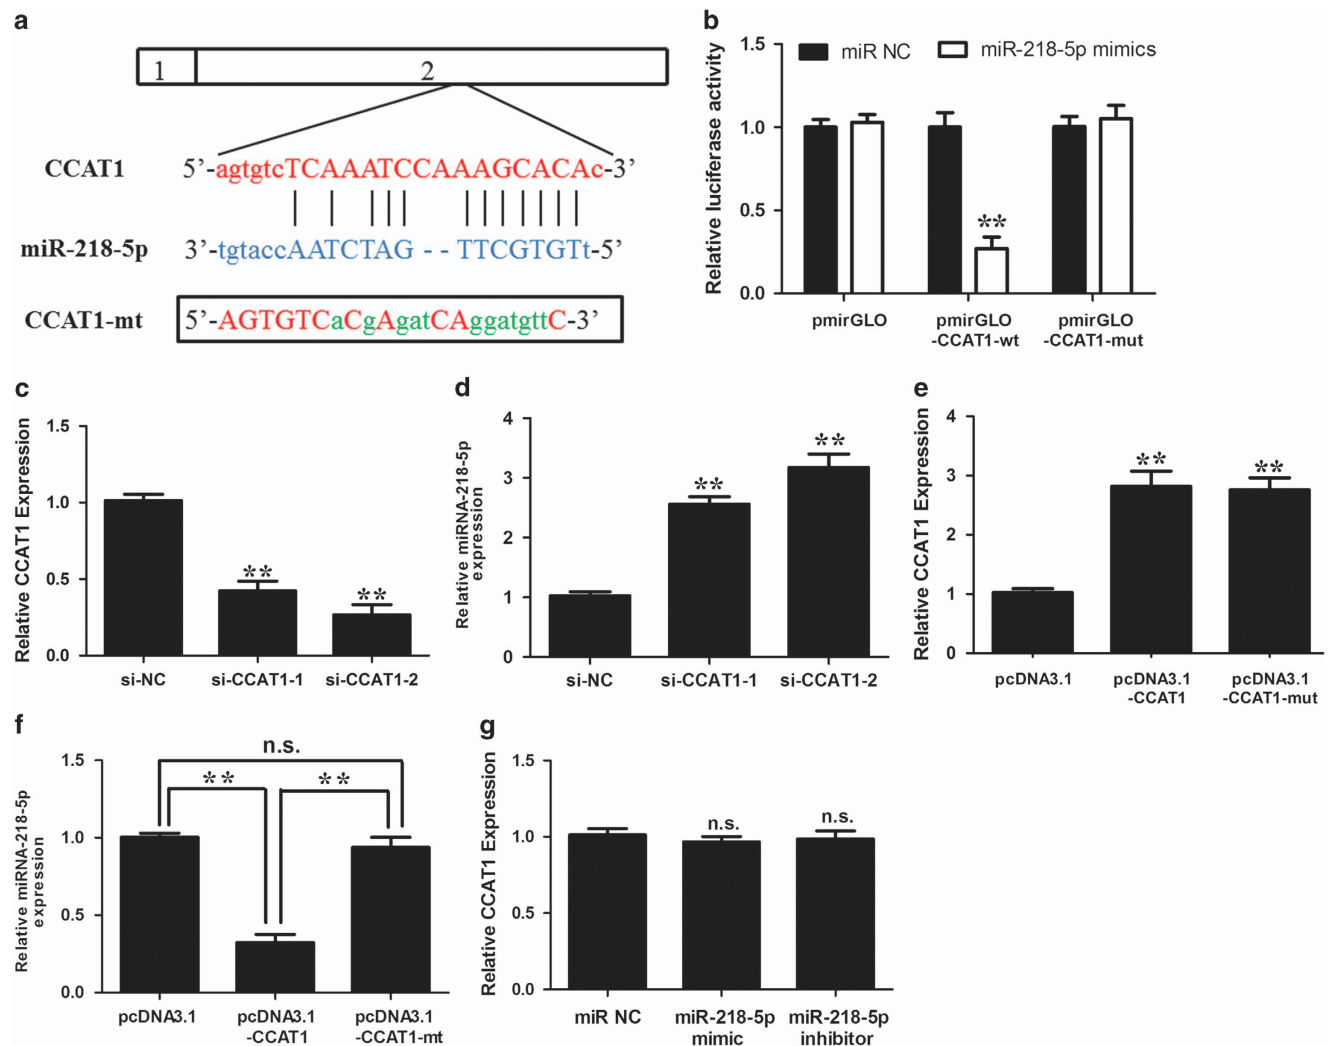 a
1
2
CCAT1 5’-agtgtcTCAAATCCAAAGCACAc-3’
miR-218-5p 3’-tgtaccAATCTAG--TTCGTGTt-5’
CCAT1-mt 5’-AGTGTCaCgAgatCAggatgttC-3’
b
Relative luciferase activity
1.5
1.0
0.5
0.0
miR NC
miR-218-5p mimics
**
pmirGLO
pmirGLO
-CCAT1-wt
pmirGLO
-CCAT1-mut
c
Relative CCAT1 Expression
1.5
1.0
0.5
0.0
**
**
si-NC
si-CCAT1-1
si-CCAT1-2
d
Relative miRNA-218-5p
expression
4
3
2
1
0
**
**
si-NC
si-CCAT1-1
si-CCAT1-2
e
Relative CCAT1 Expression
4
3
2
1
0
**
**
pcDNA3.1
pcDNA3.1
-CCAT1
pcDNA3.1
-CCAT1-mut
f
Relative miRNA-218-5p
expression
1.5
1.0
0.5
0.0
n.s.
**
**
pcDNA3.1
pcDNA3.1
-CCAT1
pcDNA3.1
-CCAT1-mt
g
Relative CCAT1 Expression
1.5
1.0
0.5
0.0
n.s.
n.s.
miR NC
miR-218-5p
mimic
miR-218-5p
inhibitor